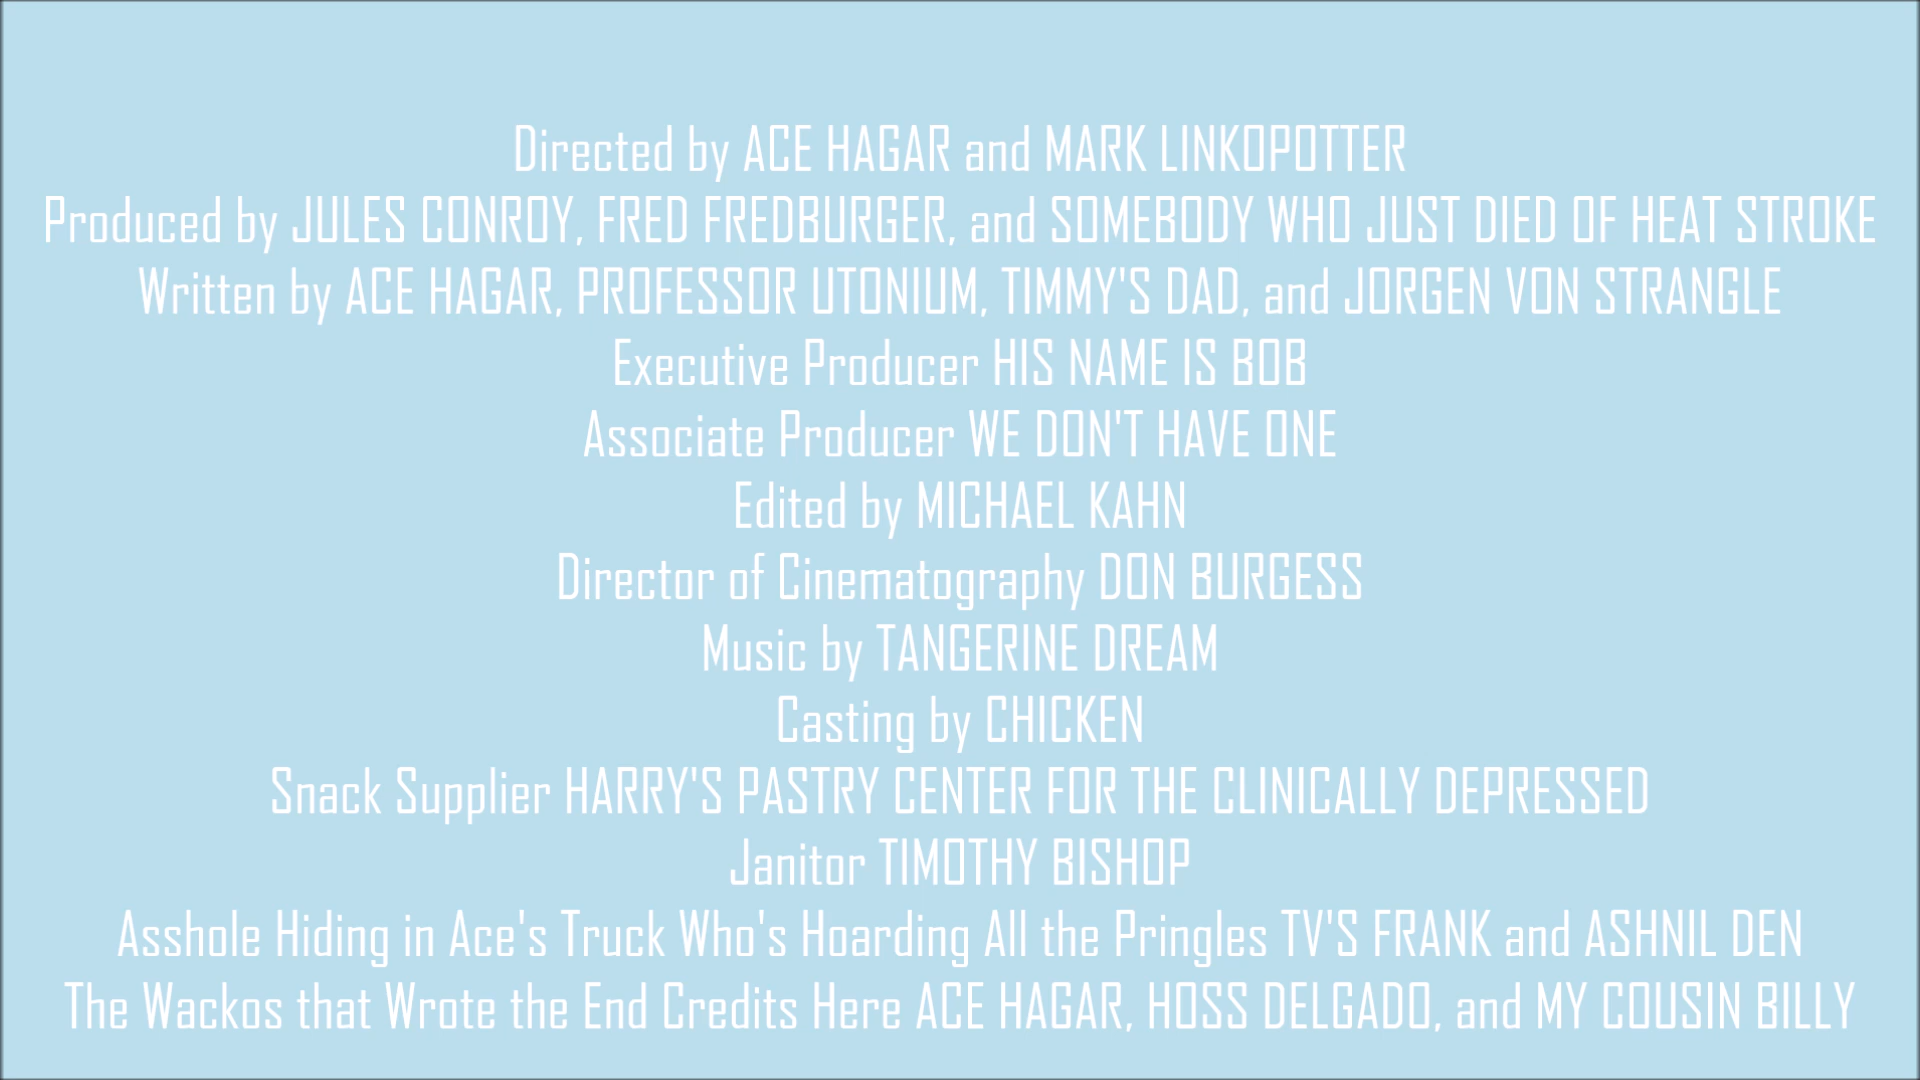 Directed by ACE HAGAR and MARK LINKOPOTTER
Produced by JULES CONROY, FRED FREDBURGER, and SOMEBODY WHO JUST DIED OF HEAT STROKE
Written by ACE HAGAR, PROFESSOR UTONIUM, TIMMY'S DAD, and JORGEN VON STRANGLE
Executive Producer HIS NAME IS BOB
Associate Producer WE DON'T HAVE ONE
Edited by MICHAEL KAHN
Director of Cinematography DON BURGESS
Music by TANGERINE DREAM
Casting by CHICKEN
Snack Supplier HARRY'S PASTRY CENTER FOR THE CLINICALLY DEPRESSED
Janitor TIMOTHY BISHOP
Asshole Hiding in Ace's Truck Who's Hoarding All the Pringles TV'S FRANK and ASHNIL DEN
The Wackos that Wrote the End Credits Here ACE HAGAR, HOSS DELGADO, and MY COUSIN BILLY